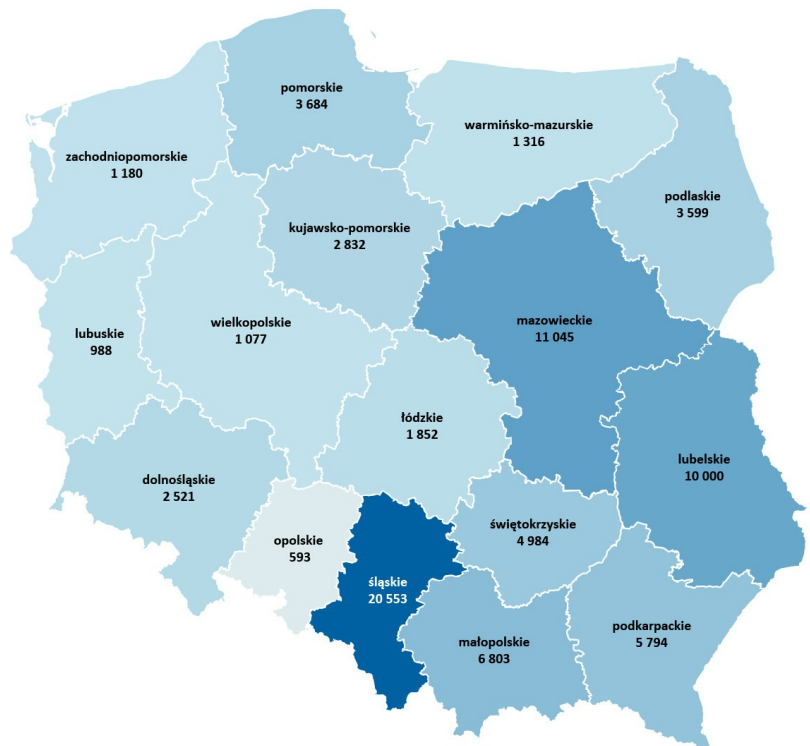 pomorskie
3 684
warmińsko-mazurskie
1 316
zachodniopomorskie
1 180
podlaskie
3 599
kujawsko-pomorskie
2 832
mazowieckie
11 045
wielkopolskie
1 077
lubuskie
988
łódzkie
1 852
lubelskie
10 000
dolnośląskie
2 521
świętokrzyskie
4 984
opolskie
593
śląskie
20 553
podkarpackie
5 794
małopolskie
6 803